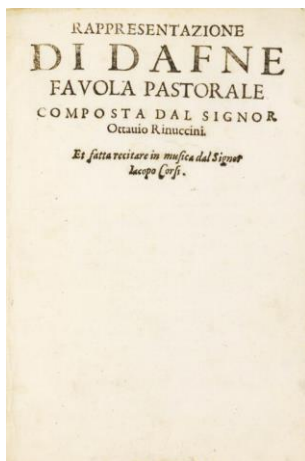 RAPPRESENTAZIONE
DI DAFNE
FAVOLA PASTORALE
COMPOSTA DAL SIGNOR
Ottauio Rinuccini.
Et fatta recitare in musica dal Signor
Iacopo Corsi.